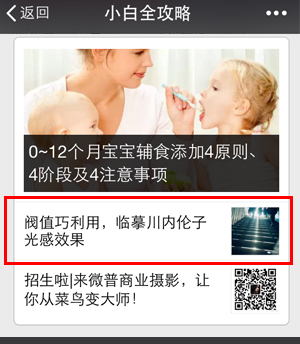 返回
小白全攻略
0~12个月宝宝辅食添加4原则、
4阶段及4注意事项
阀值巧利用，临摹川内伦子
光感效果
招生啦|来微普商业摄影，让
你从菜鸟变大师！